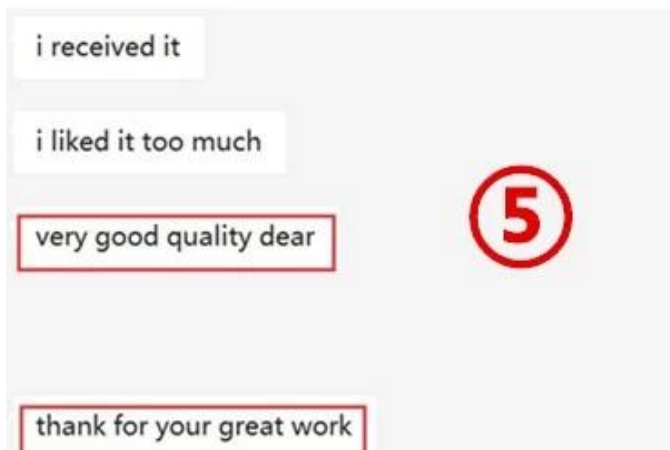 i received it
i liked it too much
very good quality dear
⑤
thank for your great work